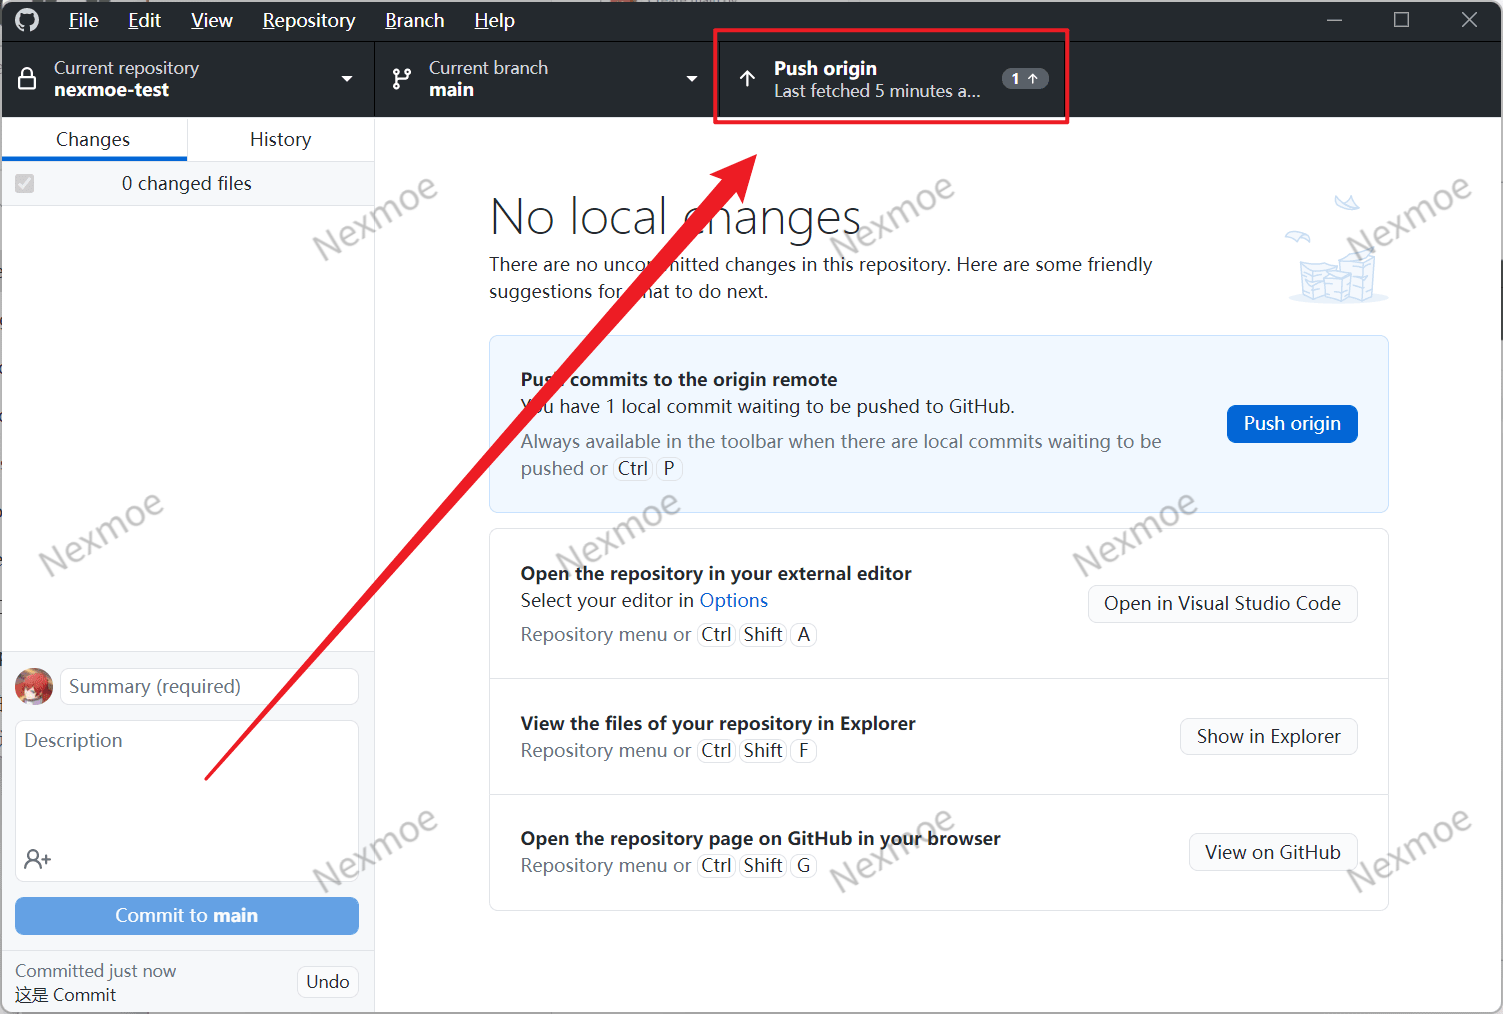 File Edit View Repository Branch Help
Current repository
nexmoe-test
Current branch
main
Push origin
Last fetched 5 minutes a...
1
Changes
History
0 changed files
No local changes
There are no uncommitted changes in this repository. Here are some friendly
suggestions for what to do next.
Push commits to the origin remote
You have 1 local commit waiting to be pushed to GitHub.
Always available in the toolbar when there are local commits waiting to be
pushed or Ctrl P
Push origin
Open the repository in your external editor
Select your editor in Options
Repository menu or Ctrl Shift A
Open in Visual Studio Code
View the files of your repository in Explorer
Repository menu or Ctrl Shift F
Show in Explorer
Open the repository page on GitHub in your browser
Repository menu or Ctrl Shift G
View on GitHub
Summary (required)
Description
Commit to main
Committed just now
这是 Commit
Undo
Nexmoe
Nexmoe
Nexmoe
Nexmoe
Nexmoe
Nexmoe
Nexmoe
Nexmoe
Nexmoe